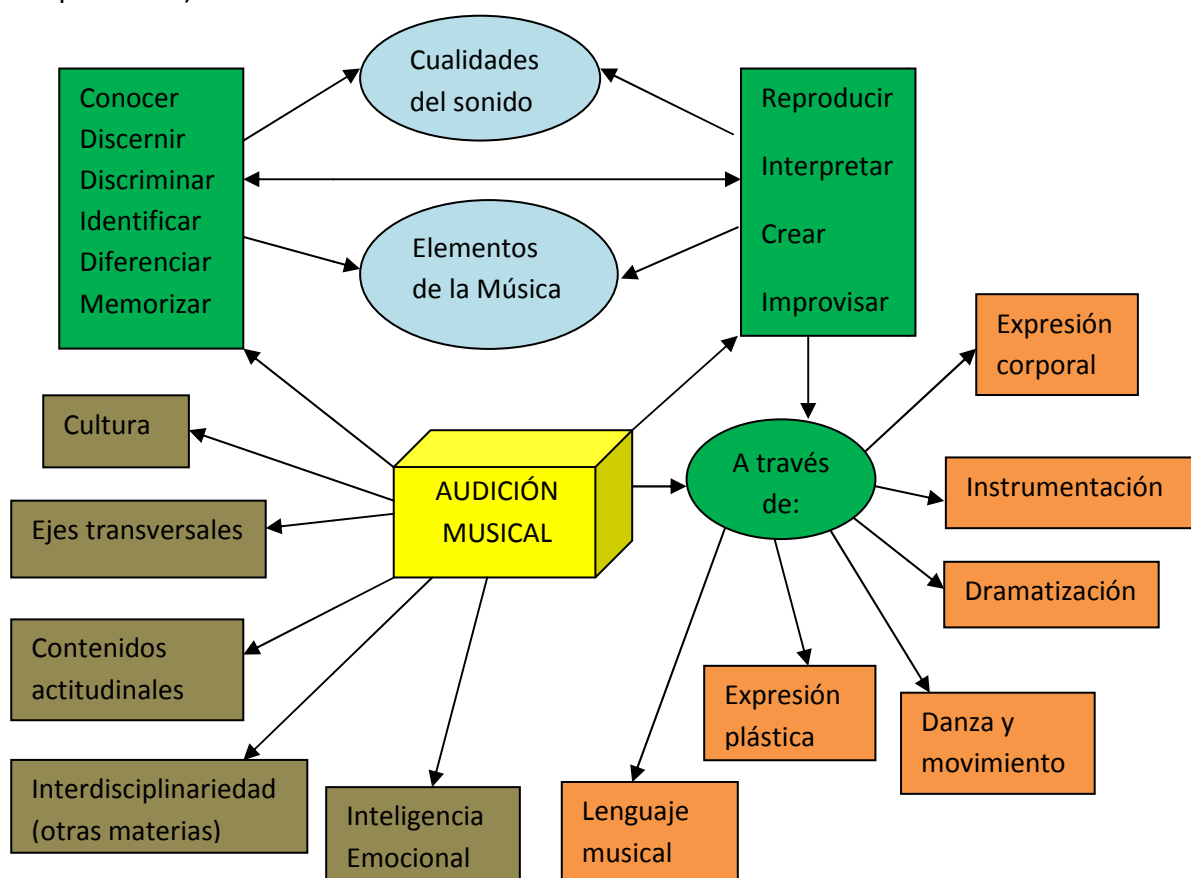 Cualidades
del sonido
Conocer
Discernir
Discriminar
Identificar
Diferenciar
Memorizar
Reproducir
Interpretar
Crear
Improvisar
Elementos
de la Música
Expresión
corporal
Cultura
AUDICIÓN
MUSICAL
A través
de:
Instrumentación
Ejes transversales
Dramatización
Contenidos
actitudinales
Expresión
plástica
Danza y
movimiento
Interdisciplinariedad
(otras materias)
Inteligencia
Emocional
Lenguaje
musical